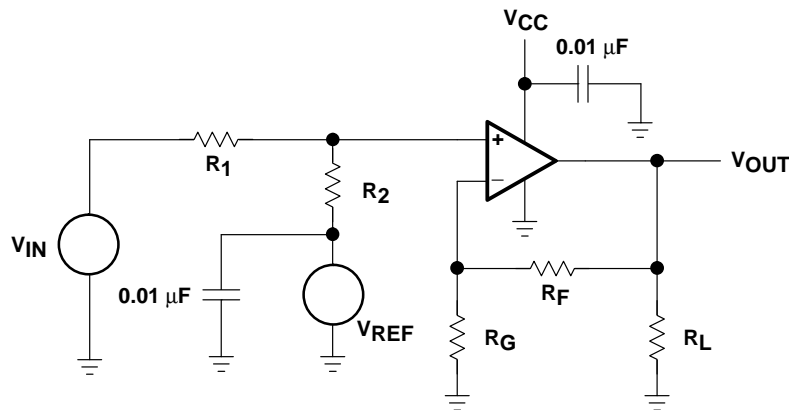 VCC
0.01 μF
R1
+
R2
−
VOUT
VIN
0.01 μF
VREF
RF
RG
RL